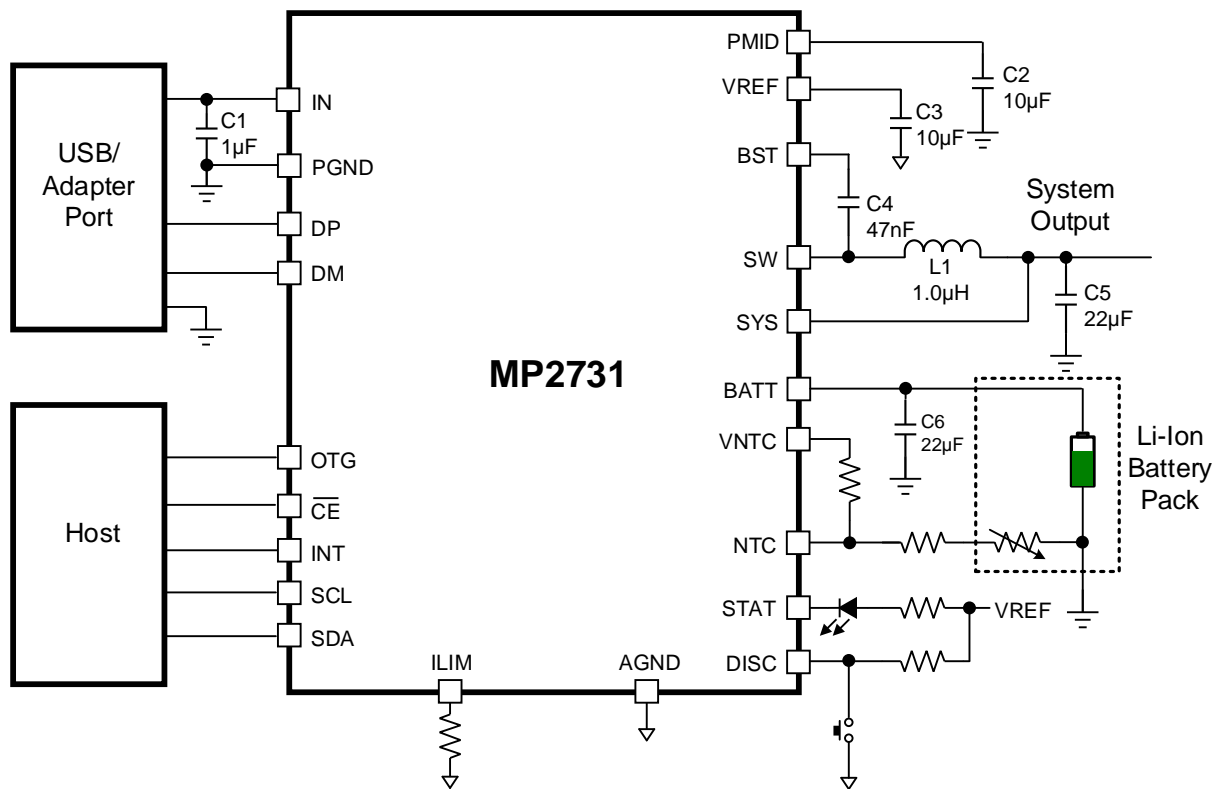 USB/
Adapter
Port
C1
1µF
IN
PGND
DP
DM
Host
OTG
CE
INT
SCL
SDA
MP2731
ILIM
AGND
PMID
VREF
BST
SW
SYS
BATT
VNTC
NTC
STAT
DISC
C2
10µF
C3
10µF
C4
47nF
L1
1.0µH
System
Output
C5
22µF
C6
22µF
Li-Ion
Battery
Pack
VREF